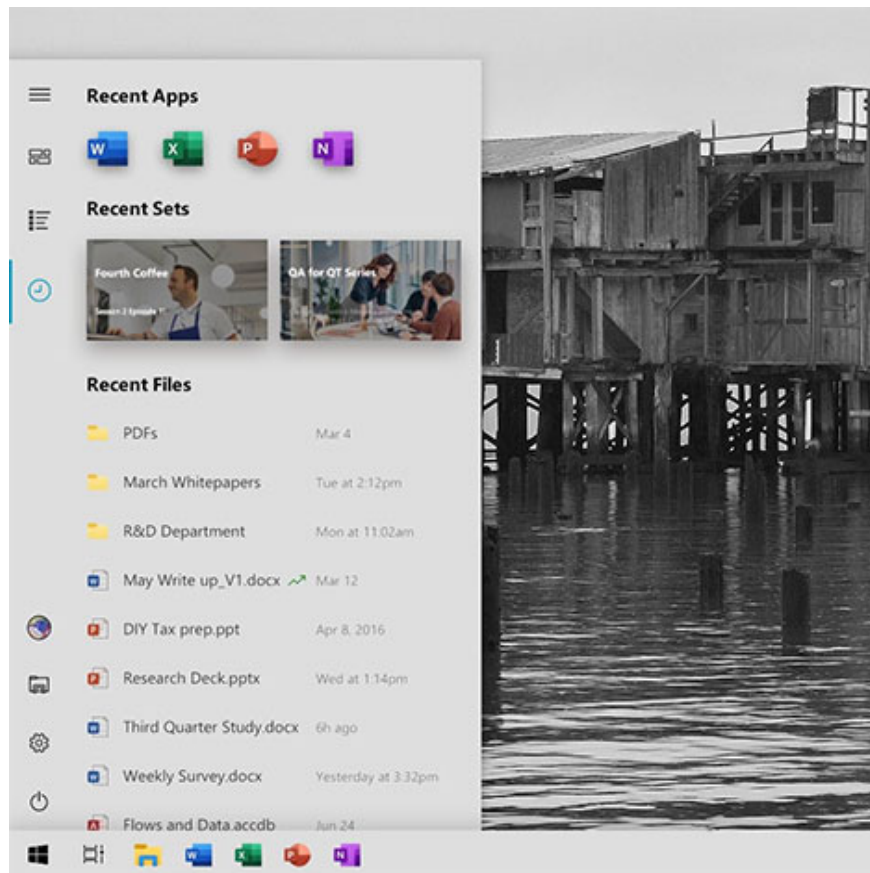 Recent Apps
W X P N
Recent Sets
Fourth Coffee
Season 2 Episode
QA for QT Series
Recent Files
PDFs Mar 4
March Whitepapers Tue at 2:12pm
R&D Department Mon at 11:02am
May Write up_V1.docx Mar 12
DIY Tax prep.ppt Apr 8, 2016
Research Deck.pptx Wed at 1:14pm
Third Quarter Study.docx 6h ago
Weekly Survey.docx Yesterday at 3:32pm
Flows and Data.accdb Jun 24